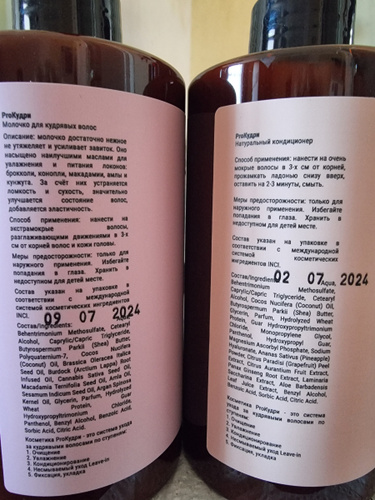 ProКудри
Молочко для кудрявых волос
Описание: молочко достаточно нежное
не утяжеляет и усиливает завиток. Оно
насыщено наилучшими маслами для
увлажнения и питания локонов:
брокколи, конопли, макадамии, амлы и
кунжута. За счёт них устраняется
ломкость и сухость, значительно
улучшается состояние волос,
добавляется эластичность.
Способ применения: нанести на
экстрамокрые волосы,
разглаживающими движениями в 3-х
см от корней волос и кожи головы.
Меры предосторожности: только для
наружного применения. Избегайте
попадания в глаза. Хранить в
недоступном для детей месте.
Состав указан на упаковке в
соответствии с международной
системой косметических ингредиентов
INCI.
09 07 2024
Состав/Ingredients:
Behentrimonium Methosulfate, Cetearyl
Alcohol, Caprylic/Capric Triglyceride,
Butyrospermum Parkii (Shea) Butter,
Polyquaternium-7, Cocos Nucifera
(Coconut) Oil, Brassica Oleracea Italica
Seed Oil, Burdock (Arctium Lappa) Root
Infused Oil, Cannabis Sativa Seed Oil,
Macadamia Ternifolia Seed Oil, Amla Oil,
Sesamum Indicum Seed Oil, Argan Spinosa
Kernel Oil, Glycerin, Parfum, Hydrolyzed
Wheat Protein, Guar
Hydroxypropyltrimonium Chloride,
Panthenol, Benzyl Alcohol, Benzoic Acid,
Sorbic Acid, Citric Acid.
Косметика ProКудри - это система
ухода за кудрявыми волосами по ступеням:
1. Очищение
2. Увлажнение
3. Кондиционирование
4. Несмываемый уход Leave-in
5. Фиксация, укладка
ProКудри
Натуральный кондиционер
Способ применения: нанести на очень
мокрые волосы в 3-х см от корней,
прожимать ладонью снизу вверх,
оставить на 2-3 минуты, смыть.
Меры предосторожности: только для
наружного применения. Избегайте
попадания в глаза. Хранить в
недоступном для детей месте.
Состав указан на упаковке в
соответствии с международной
системой косметических
ингредиентов INCI.
Состав/Ingredients: Aqua,
02 07 2024
Behentrimonium Methosulfate,
Caprylic/Capric Triglyceride, Cetearyl
Alcohol, Cocos Nucifera (Coconut) Oil,
Butyrospermum Parkii (Shea) Butter,
Glycerin, Parfum, Hydrolyzed Wheat
Protein, Guar Hydroxypropyltrimonium
Chloride, Monopropylene Glycol,
Panthenol, Hydroxypropyl Guar,
Magnesium Ascorbyl Phosphate, Sodium
Hyaluronate, Ananas Sativus (Pineapple)
Extract, Citrus Paradisi (Grapefruit) Peel
Extract, Citrus Aurantium Fruit Extract,
Panax Ginseng Root Extract, Laminaria
Saccharina Extract, Aloe Barbadensis
Leaf Juice Extract, Benzyl Alcohol,
Benzoic Acid, Sorbic Acid, Citric Acid.
Косметика ProКудри - это система
ухода за кудрявыми волосами по
ступеням:
1. Очищение
2. Увлажнение
3. Кондиционирование
4. Несмываемый уход Leave-in
5. Фиксация, укладка